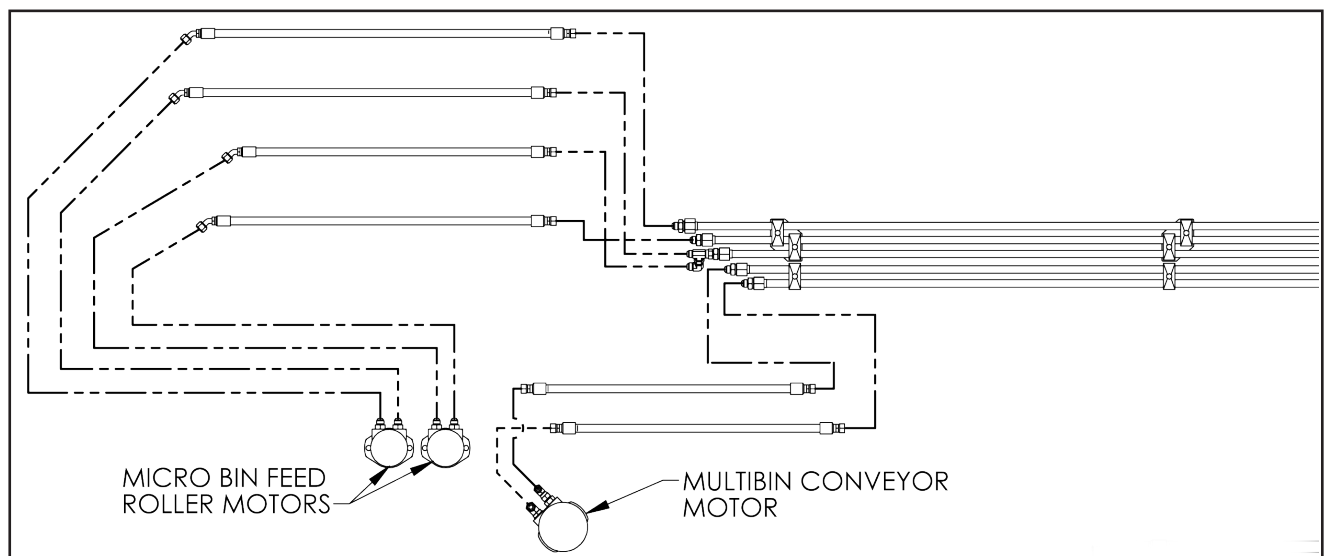 MICRO BIN FEED
ROLLER MOTORS
MULTIBIN CONVEYOR
MOTOR